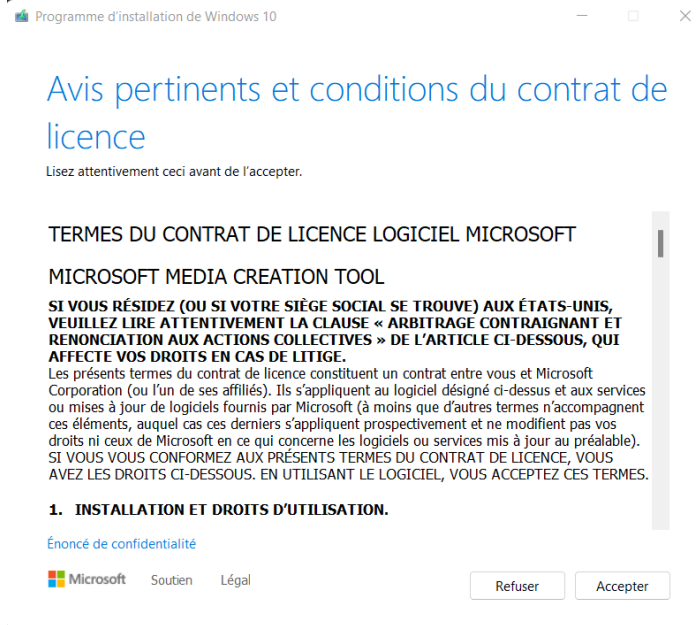 Programme d'installation de Windows 10
Avis pertinents et conditions du contrat de
licence
Lisez attentivement ceci avant de l'accepter.
TERMES DU CONTRAT DE LICENCE LOGICIEL MICROSOFT
MICROSOFT MEDIA CREATION TOOL
SI VOUS RÉSIDEZ (OU SI VOTRE SIÈGE SOCIAL SE TROUVE) AUX ÉTATS-UNIS,
VEUILLEZ LIRE ATTENTIVEMENT LA CLAUSE « ARBITRAGE CONTRAIGNANT ET
RENONCIATION AUX ACTIONS COLLECTIVES » DE L'ARTICLE CI-DESSOUS, QUI
AFFECTE VOS DROITS EN CAS DE LITIGE.
Les présents termes du contrat de licence constituent un contrat entre vous et Microsoft
Corporation (ou l'un de ses affiliés). Ils s'appliquent au logiciel désigné ci-dessus et aux services
ou mises à jour de logiciels fournis par Microsoft (à moins que d'autres termes n'accompagnent
ces éléments, auquel cas ces derniers s'appliquent prospectivement et ne modifient pas vos
droits ni ceux de Microsoft en ce qui concerne les logiciels ou services mis à jour au préalable).
SI VOUS VOUS CONFORMEZ AUX PRÉSENTS TERMES DU CONTRAT DE LICENCE, VOUS
AVEZ LES DROITS CI-DESSOUS. EN UTILISANT LE LOGICIEL, VOUS ACCEPTEZ CES TERMES.
1. INSTALLATION ET DROITS D'UTILISATION.
Énoncé de confidentialité
Microsoft Soutien Légal
Refuser Accepter